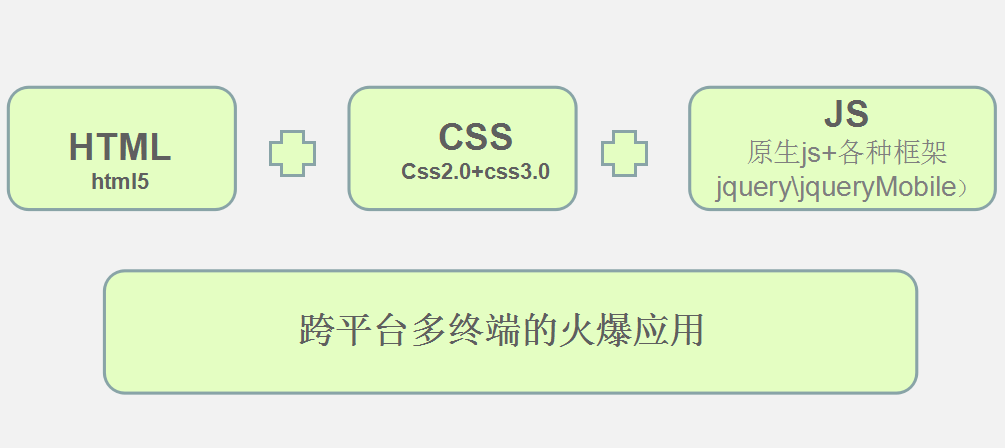 HTML
html5
CSS
Css2.0+css3.0
JS
原生js+各种框架
jquery\jqueryMobile）
跨平台多终端的火爆应用